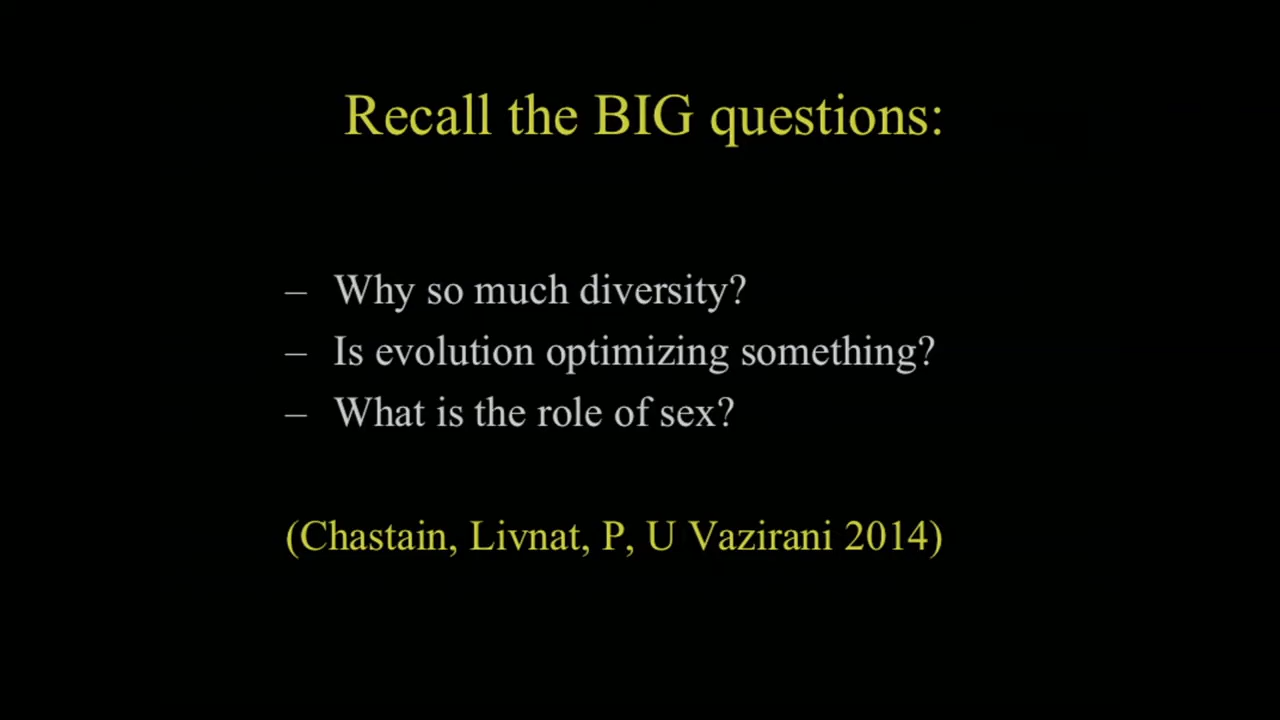 Recall the BIG questions:
– Why so much diversity?
– Is evolution optimizing something?
– What is the role of sex?
(Chastain, Livnat, P, U Vazirani 2014)